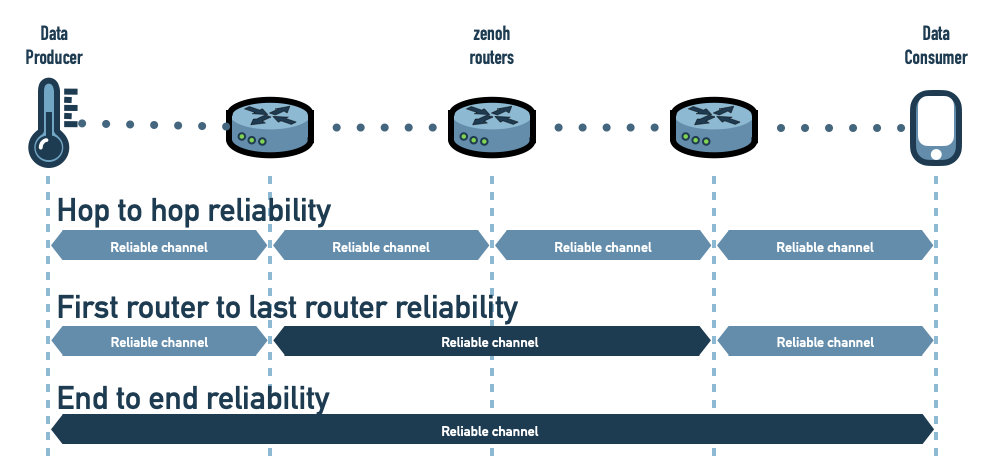 Data
Producer
zenoh
routers
Data
Consumer
Hop to hop reliability
Reliable channel
Reliable channel
Reliable channel
Reliable channel
First router to last router reliability
Reliable channel
Reliable channel
Reliable channel
End to end reliability
Reliable channel